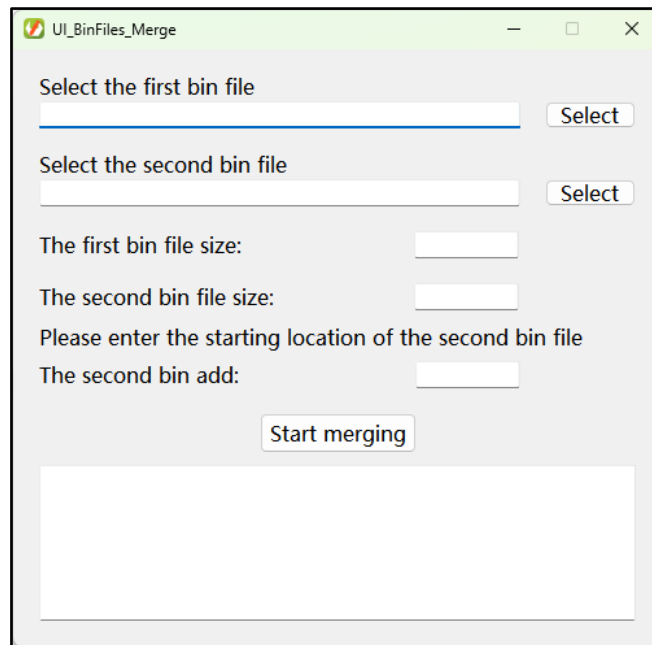 UI_BinFiles_Merge
Select the first bin file
Select
Select the second bin file
Select
The first bin file size:
The second bin file size:
Please enter the starting location of the second bin file
The second bin add:
Start merging